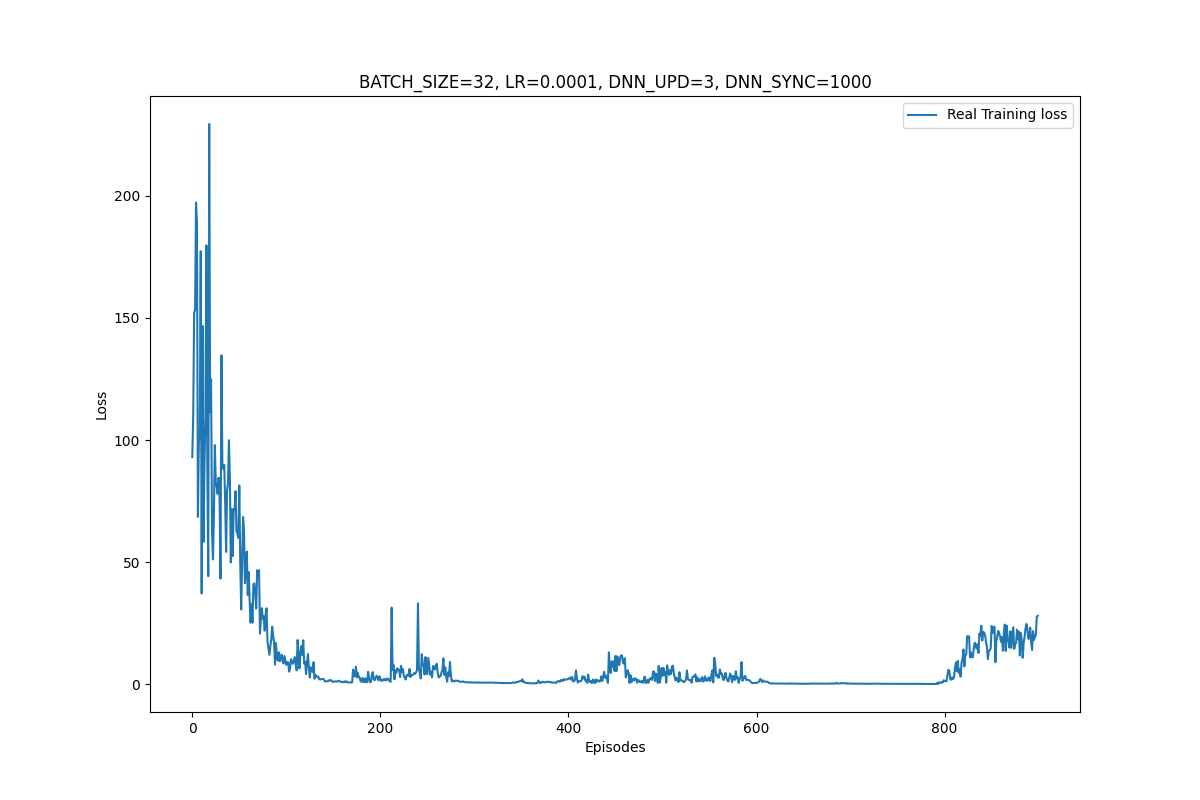 BATCH_SIZE=32, LR=0.0001, DNN_UPD=3, DNN_SYNC=1000
Real Training loss
200
150
100
50
0
Loss
0 200 400 600 800
Episodes